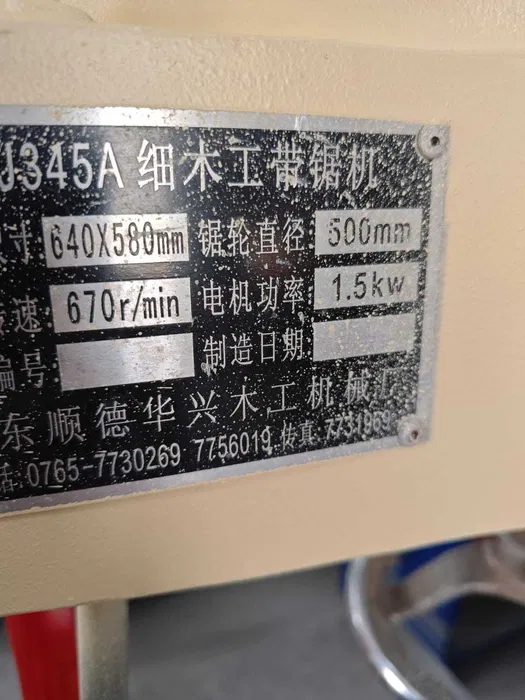 J345A 细木工带锯机
寸 640X580mm 锯轮直径 500mm
速: 670r/min 电机功率: 1.5kw
编号 制造日期
东顺德华兴木工机械厂
话:0765-7730269 7756019 传真:7731969